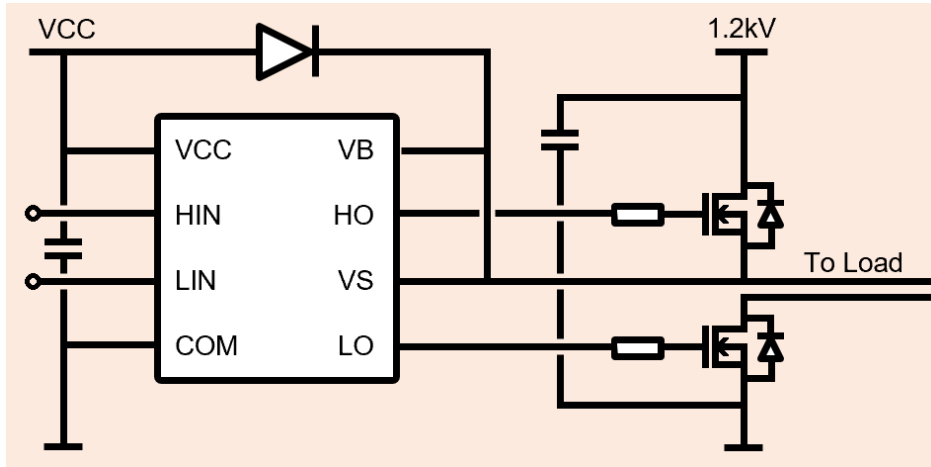 VCC
1.2kV
VCC VB
HIN HO
To Load
LIN VS
COM LO